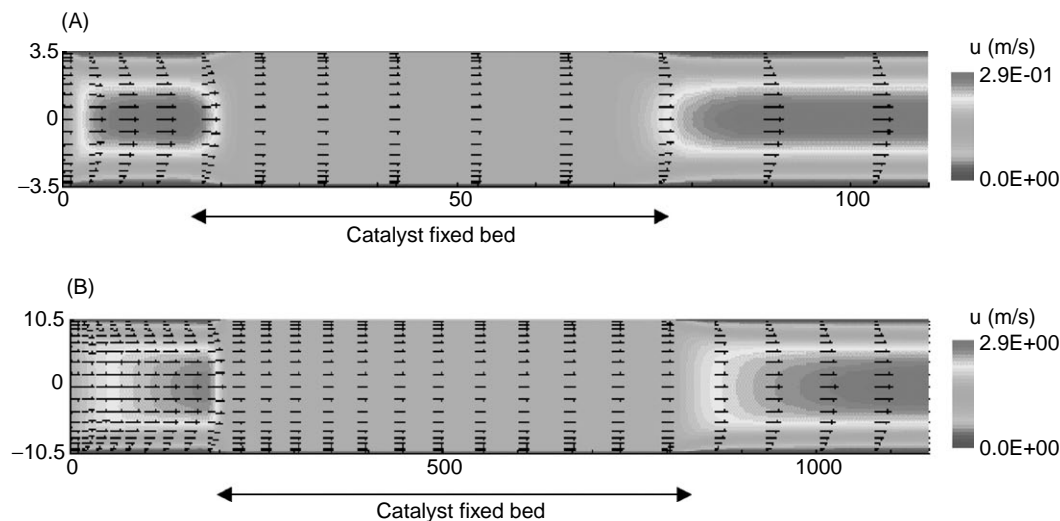 (A)
3.5
0
−3.5
0 50 100
Catalyst fixed bed
u (m/s)
2.9E−01
0.0E+00
(B)
10.5
0
−10.5
0 500 1000
Catalyst fixed bed
u (m/s)
2.9E+00
0.0E+00